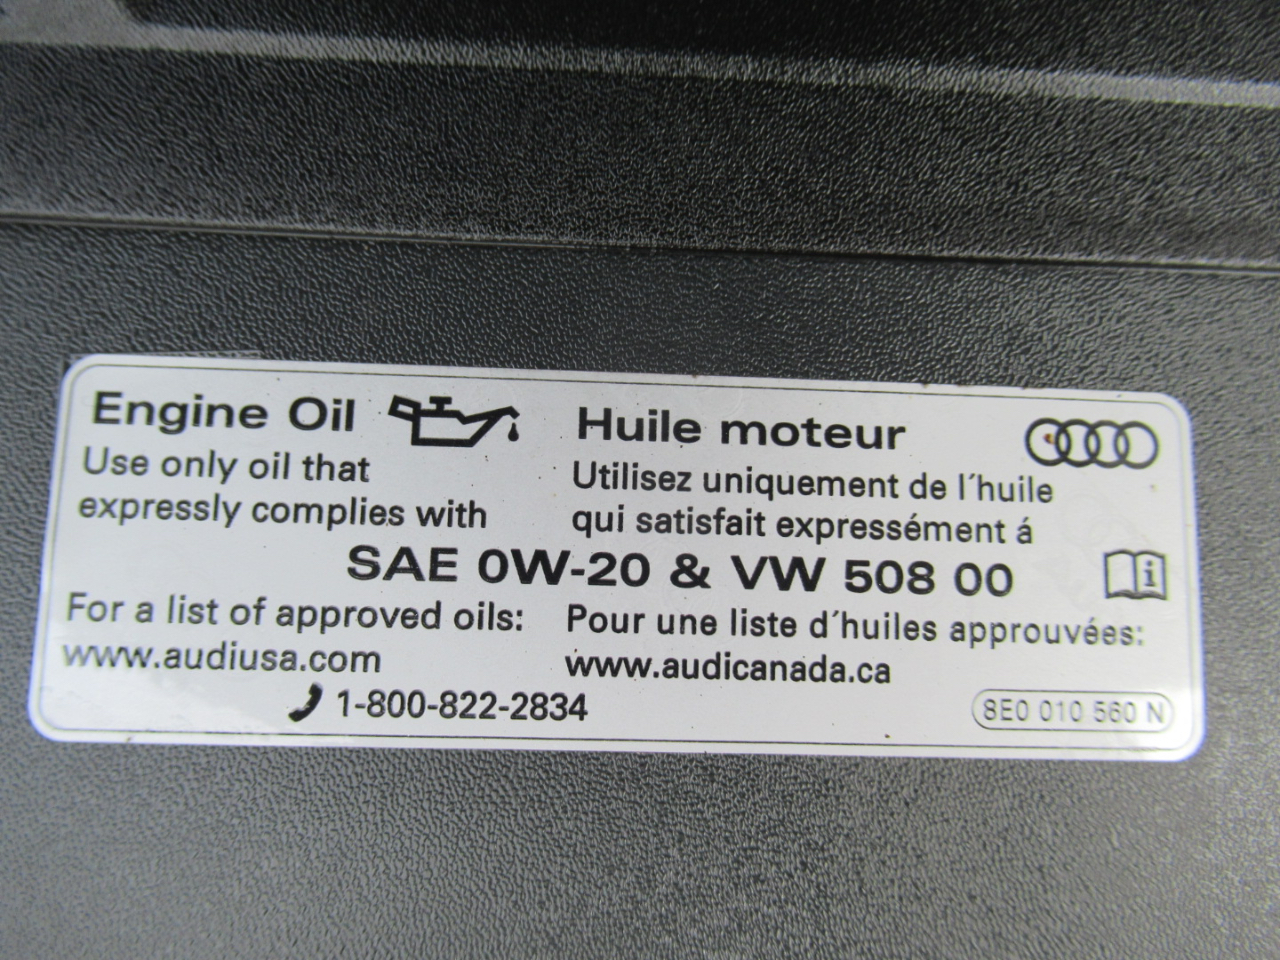 Engine Oil
Use only oil that
expressly complies with
Huile moteur
Utilisez uniquement de l´huile
qui satisfait expressément á
SAE 0W-20 & VW 508 00
For a list of approved oils:
www.audiusa.com
Pour une liste d´huiles approuvées:
www.audicanada.ca
1-800-822-2834
8E0 010 560 N